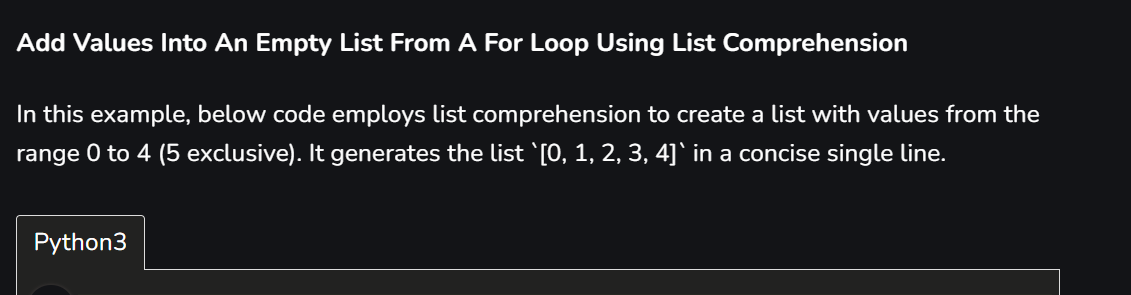 Add Values Into An Empty List From A For Loop Using List Comprehension
In this example, below code employs list comprehension to create a list with values from the
range 0 to 4 (5 exclusive). It generates the list `[0, 1, 2, 3, 4]` in a concise single line.
Python3